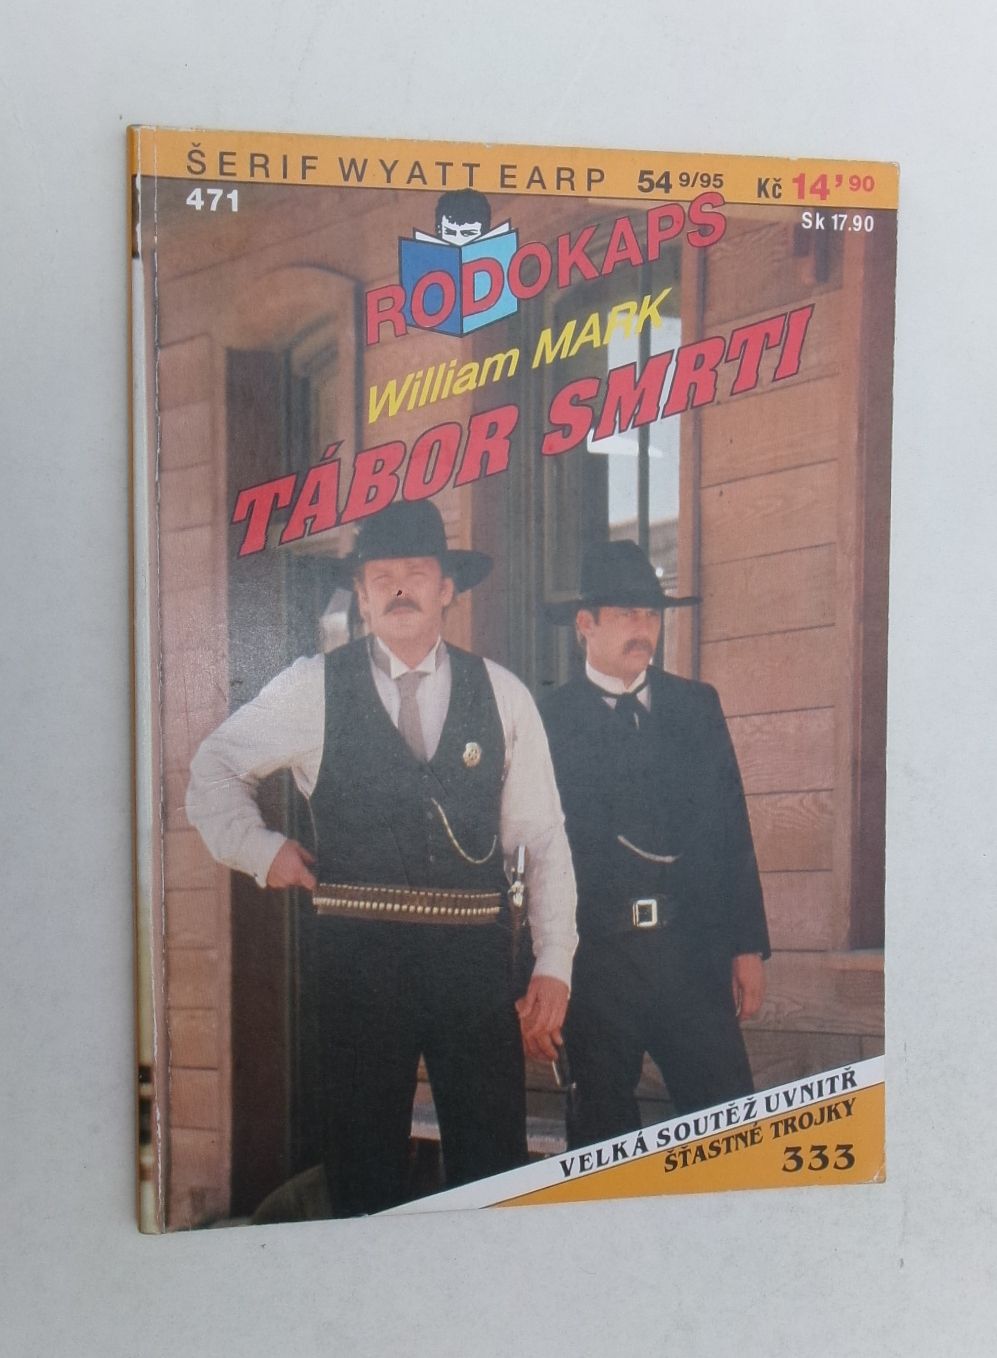 ŠERIF WYATT EARP 54 9/95 Kč 14'90
471
Sk 17.90
RODOKAPS
William MARK
TÁBOR SMRTI
VELKÁ SOUTĚŽ UVNITŘ
ŠŤASTNÉ TROJKY
333